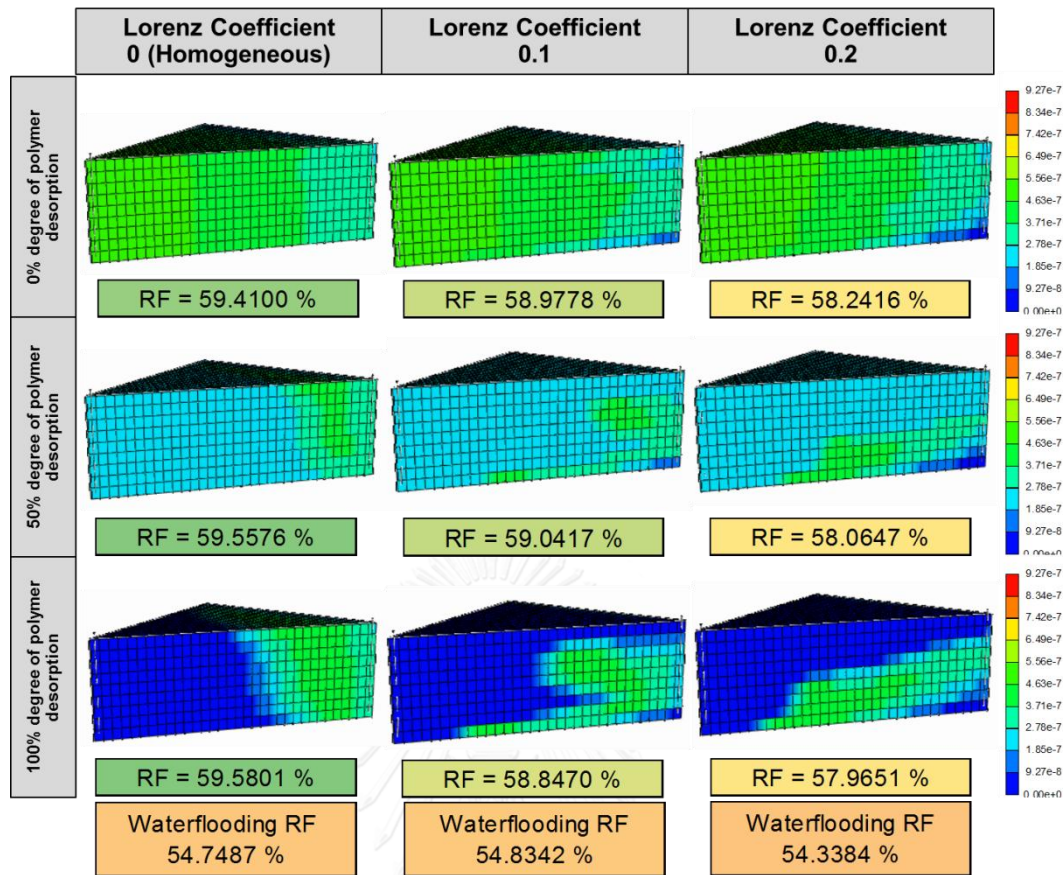 Lorenz Coefficient
0 (Homogeneous)
Lorenz Coefficient
0.1
Lorenz Coefficient
0.2
0% degree of polymer
desorption
9.27e-7
8.34e-7
7.42e-7
6.49e-7
5.56e-7
4.63e-7
3.71e-7
2.78e-7
1.85e-7
9.27e-8
0.00e+0
RF = 59.4100 %
RF = 58.9778 %
RF = 58.2416 %
50% degree of polymer
desorption
9.27e-7
8.34e-7
7.42e-7
6.49e-7
5.56e-7
4.63e-7
3.71e-7
2.78e-7
1.85e-7
9.27e-8
0.00e+0
RF = 59.5576 %
RF = 59.0417 %
RF = 58.0647 %
100% degree of polymer
desorption
9.27e-7
8.34e-7
7.42e-7
6.49e-7
5.56e-7
4.63e-7
3.71e-7
2.78e-7
1.85e-7
9.27e-8
0.00e+0
RF = 59.5801 %
RF = 58.8470 %
RF = 57.9651 %
Waterflooding RF
54.7487 %
Waterflooding RF
54.8342 %
Waterflooding RF
54.3384 %